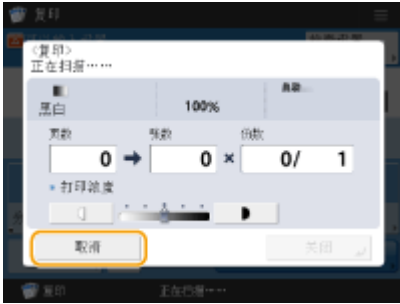 复印
<复印>
正在扫描……
黑白
100%
页数
张数
份数
0
0
×
0/
1
打印浓度
取消
关闭
复印
正在扫描……